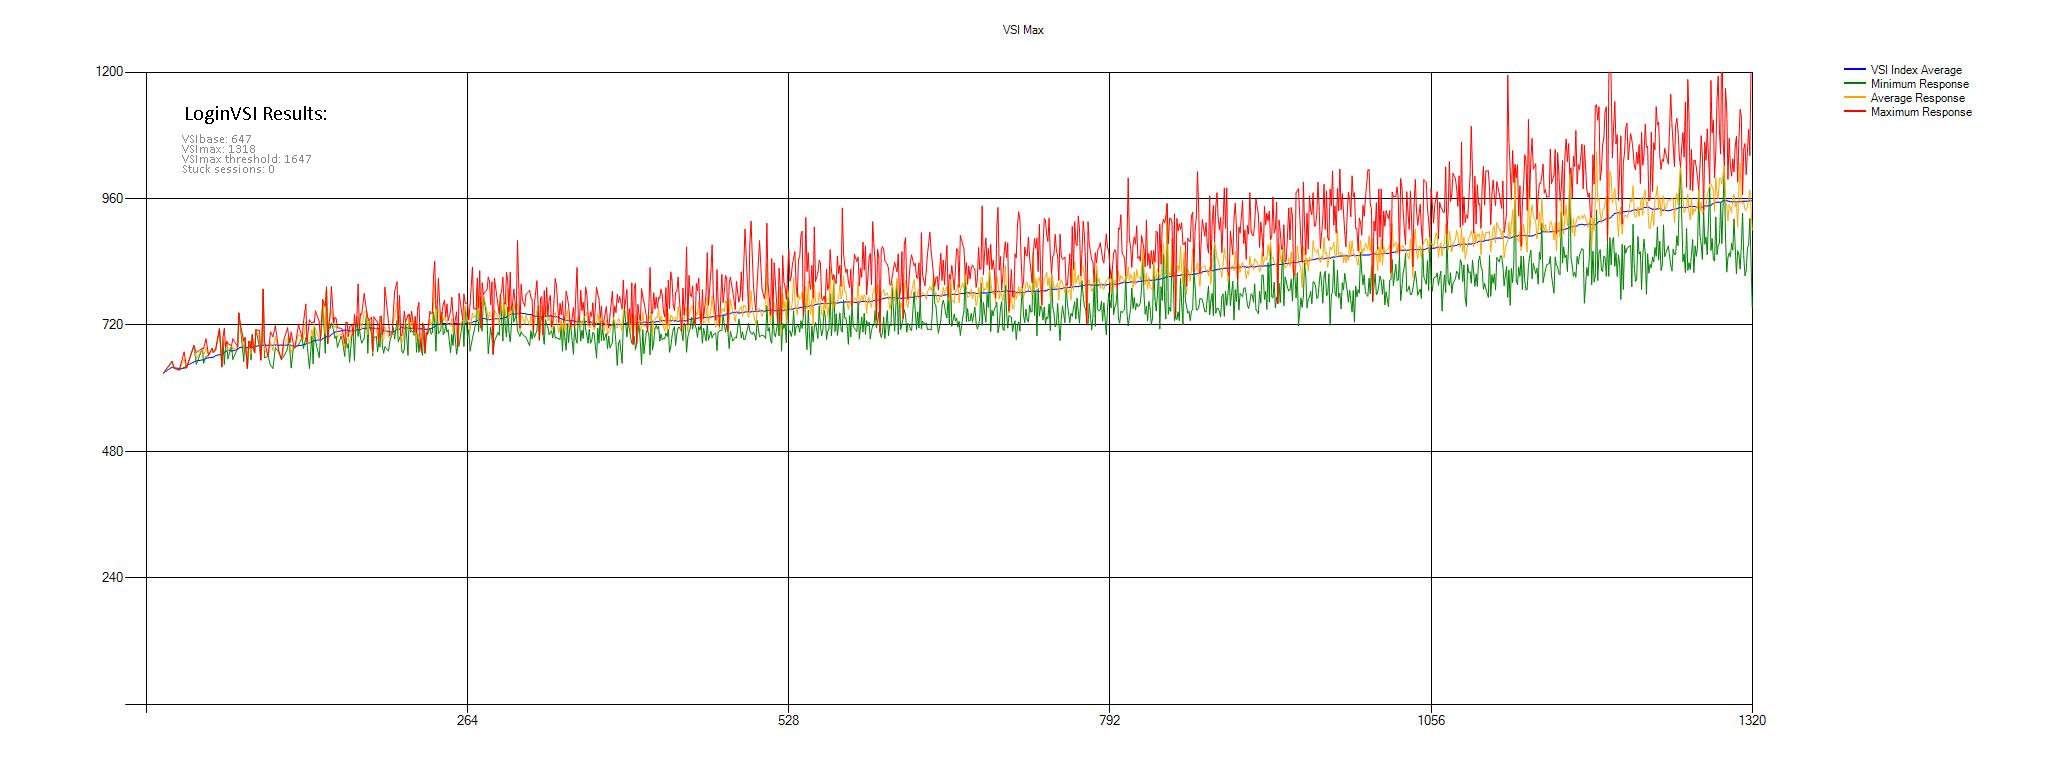 VSI Max
1200
960
720
480
240
LoginVSI Results:
VSIbase: 647
VSImax: 1318
VSImax threshold: 1647
Stuck sessions: 0
264
528
792
1056
1320
VSI Index Average
Minimum Response
Average Response
Maximum Response